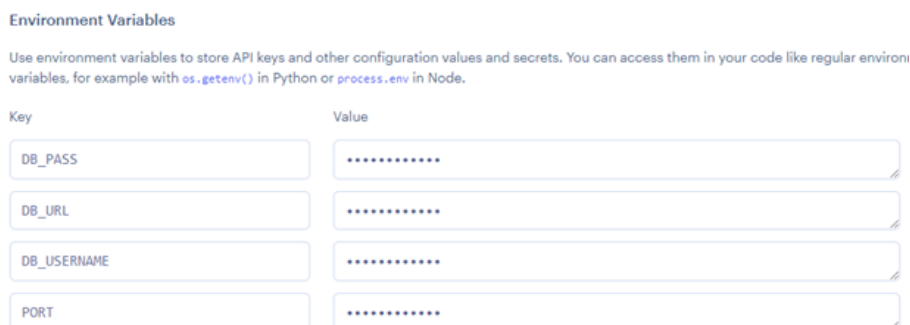 Environment Variables
Use environment variables to store API keys and other configuration values and secrets. You can access them in your code like regular
variables, for example with os.getenv() in Python or process.env in Node.
Key Value
DB_PASS ••••••••••••
DB_URL ••••••••••••
DB_USERNAME ••••••••••••
PORT ••••••••••••